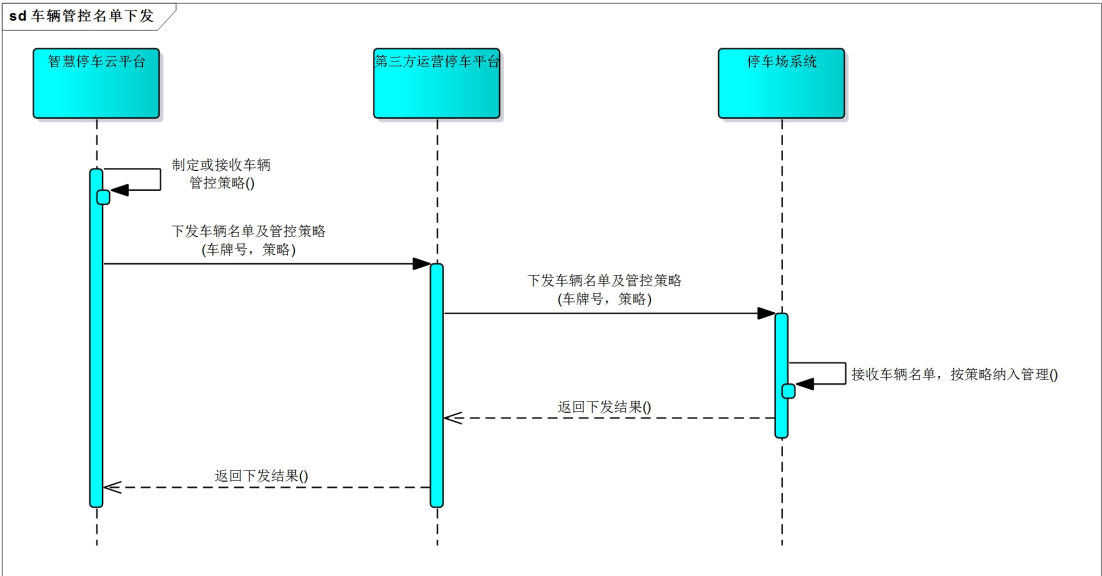 sd 车辆管控名单下发
智慧停车云平台
第三方运营停车平台
停车场系统
制定或接收车辆
管控策略()
下发车辆名单及管控策略
(车牌号，策略)
下发车辆名单及管控策略
(车牌号，策略)
接收车辆名单，按策略纳入管理()
返回下发结果()
返回下发结果()